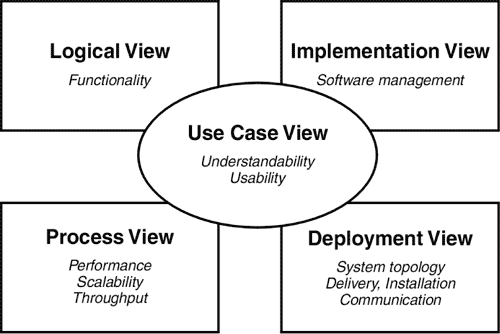 Logical View
Functionality
Implementation View
Software management
Use Case View
Understandability
Usability
Process View
Performance
Scalability
Throughput
Deployment View
System topology
Delivery, Installation
Communication